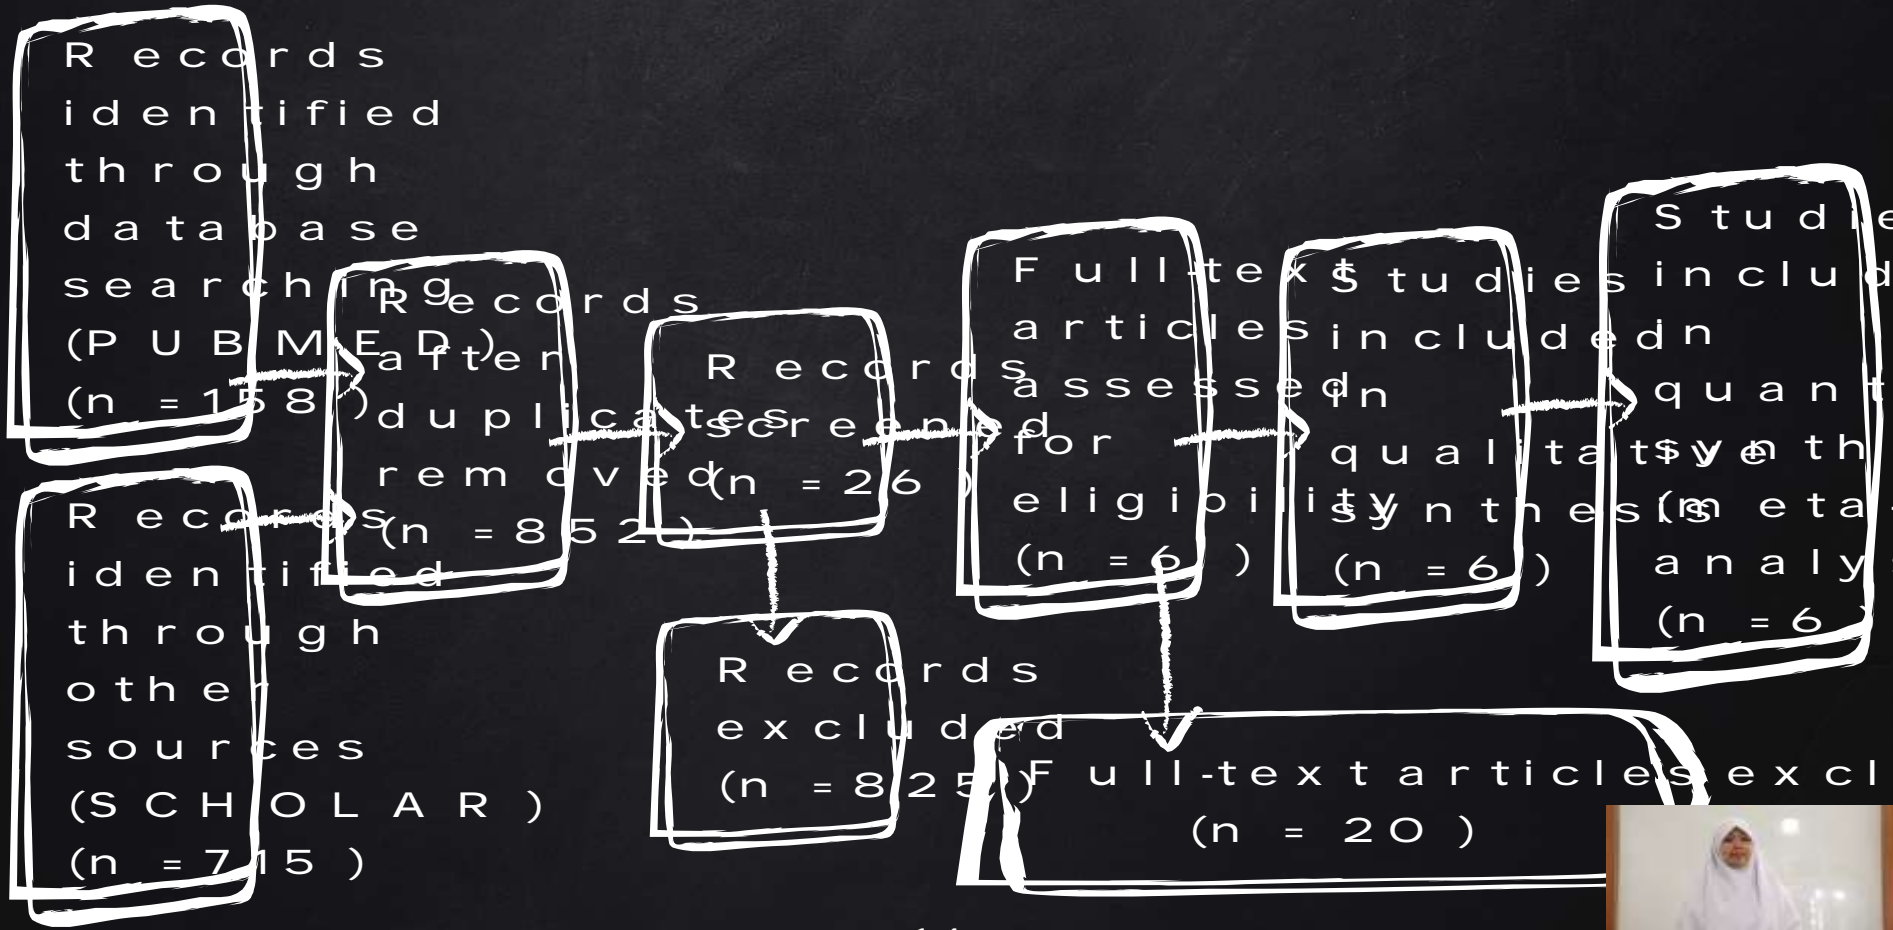 Records
identified
through
database
searching
(PUBMED)
(n =158 )
Records
identified
through
other
sources
(SCHOLAR)
(n =715 )
Records
after
duplicates
removed
(n =852 )
Records
screened
(n =26 )
Records
excluded
(n =825 )
Full-text
articles
assessed
for
eligibility
(n =6 )
Full-text articles excl
(n = 20 )
Studies
included
in
qualitative
synthesis
(n =6 )
Studie
includ
in
quant
synth
(meta-
analy
(n =6 )